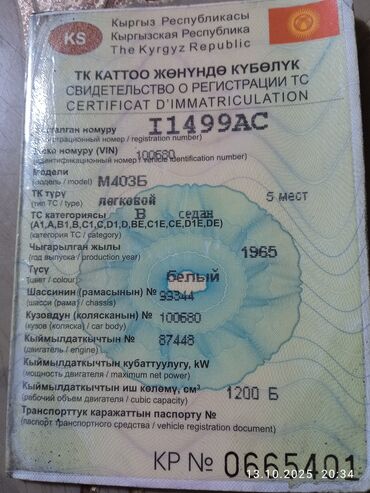 KS
Кыргыз Республикасы
Кыргызская Республика
The Kyrgyz Republic
ТК КАТТОО ЖӨНҮНДӨ КҮБӨЛҮК
СВИДЕТЕЛЬСТВО О РЕГИСТРАЦИИ ТС
CERTIFICAT D'IMMATRICULATION
номуру I1499AC
номер / registration number)
номуру (VIN) 100680
номер / vehicle identification number)
Модели
(модель / model) М403Б
ТК түрү 5 мест
(тип ТС / type) легковой
ТС категориясы B седан
(A1,A,B1,B,C1,C,D1,D,BE,C1E,CE,D1E,DE)
(категория ТС / category)
Чыгарылган жылы 1965
(год выпуска / production year)
Түсү белый
/ colour)
Шассинин (рамасынын) № 99344
(шасси (рама) / chassis)
Кузовдун (колясканын) № 100680
(кузов (коляска) / car body)
Кыймылдаткычтын № 87448
(двигатель / engine)
Кыймылдаткычтын кубаттуулугу, kW
(мощность двигателя / maximum net power)
Кыймылдаткычтын иш көлөмү, см³ 1200 Б
(рабочий объем двигателя / cubic capacity)
Транспорттук каражаттын паспорту №
(паспорт транспортного средства / vehicle registration document)
KP № 0665401
13.10.2025 20:34